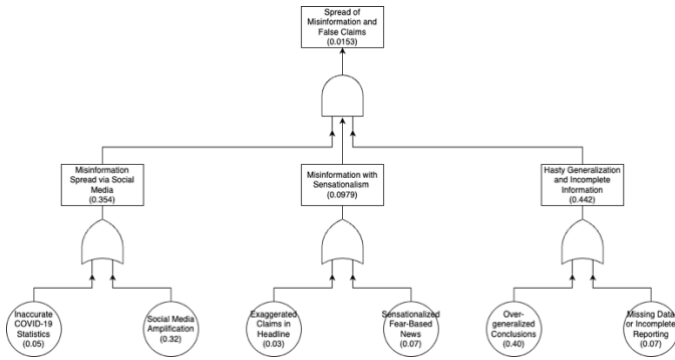 Spread of
Misinformation and
False Claims
(0.0153)
Misinformation
Spread via Social
Media
(0.354)
Misinformation with
Sensationalism
(0.0979)
Hasty Generalization
and Incomplete
Information
(0.442)
Inaccurate
COVID-19
Statistics
(0.05)
Social Media
Amplification
(0.32)
Exaggerated
Claims in
Headline
(0.03)
Sensationalized
Fear-Based
News
(0.07)
Over-
generalized
Conclusions
(0.40)
Missing Data
or Incomplete
Reporting
(0.07)